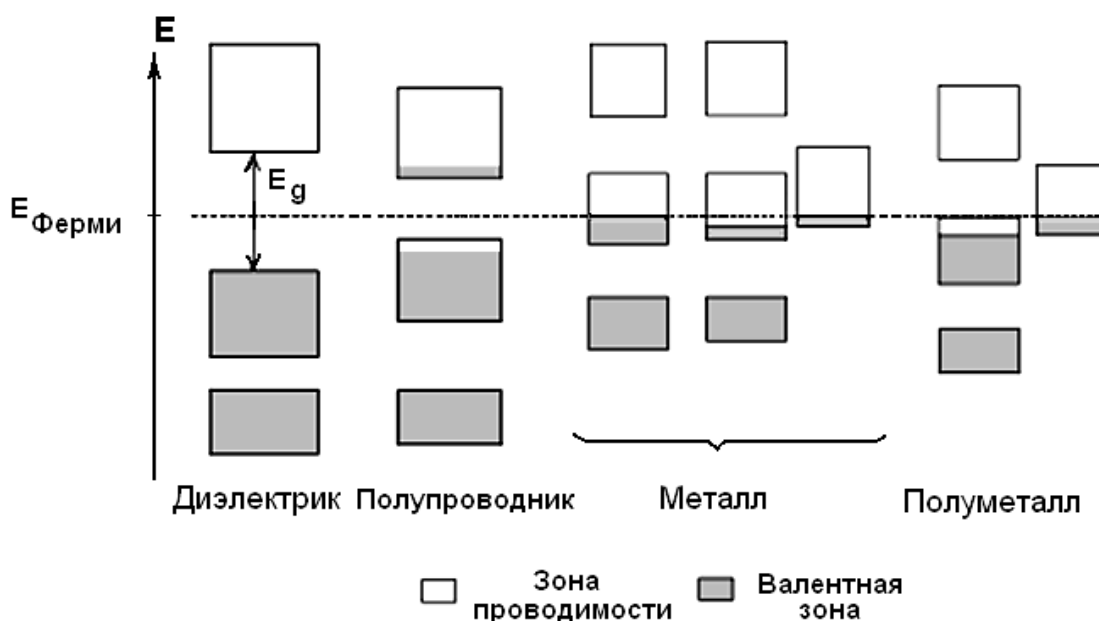 E
E g
E Ферми
Диэлектрик Полупроводник Металл Полуметалл
Зона
проводимости
Валентная
зона